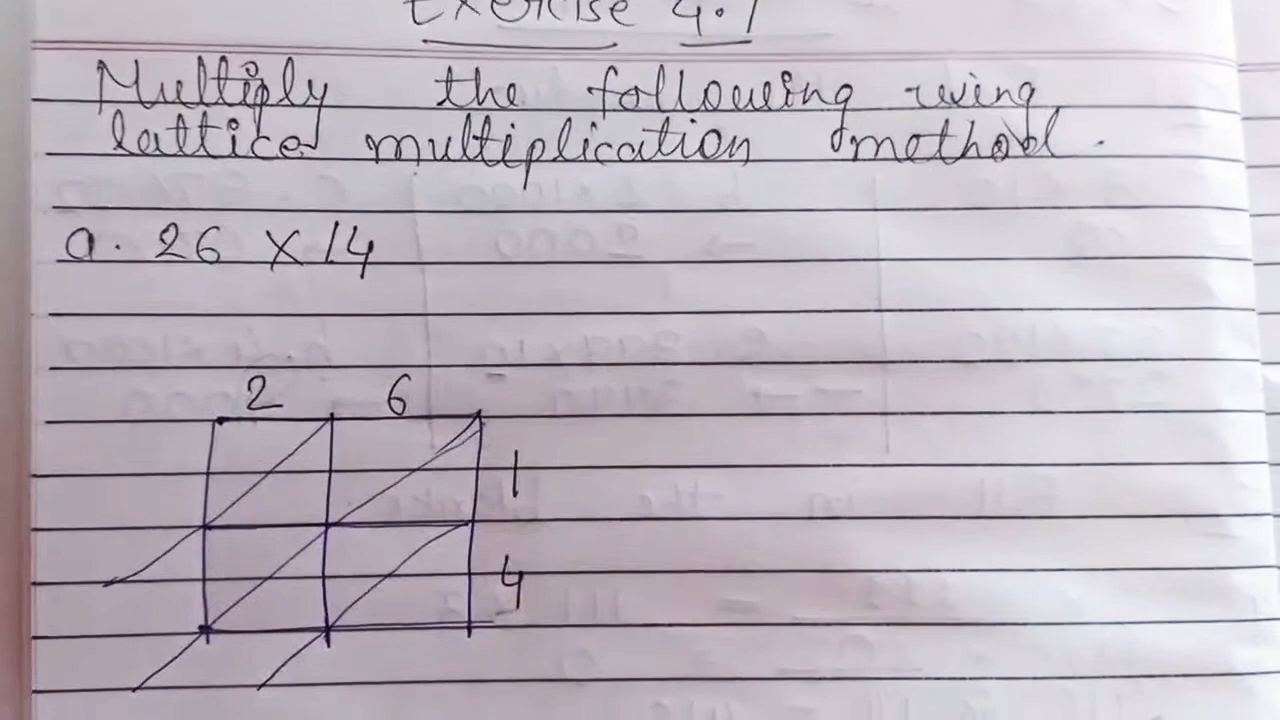 Exercise 4.1
Multiply the following using
lattice multiplication method.
a. 26 × 14
2 6
1
4